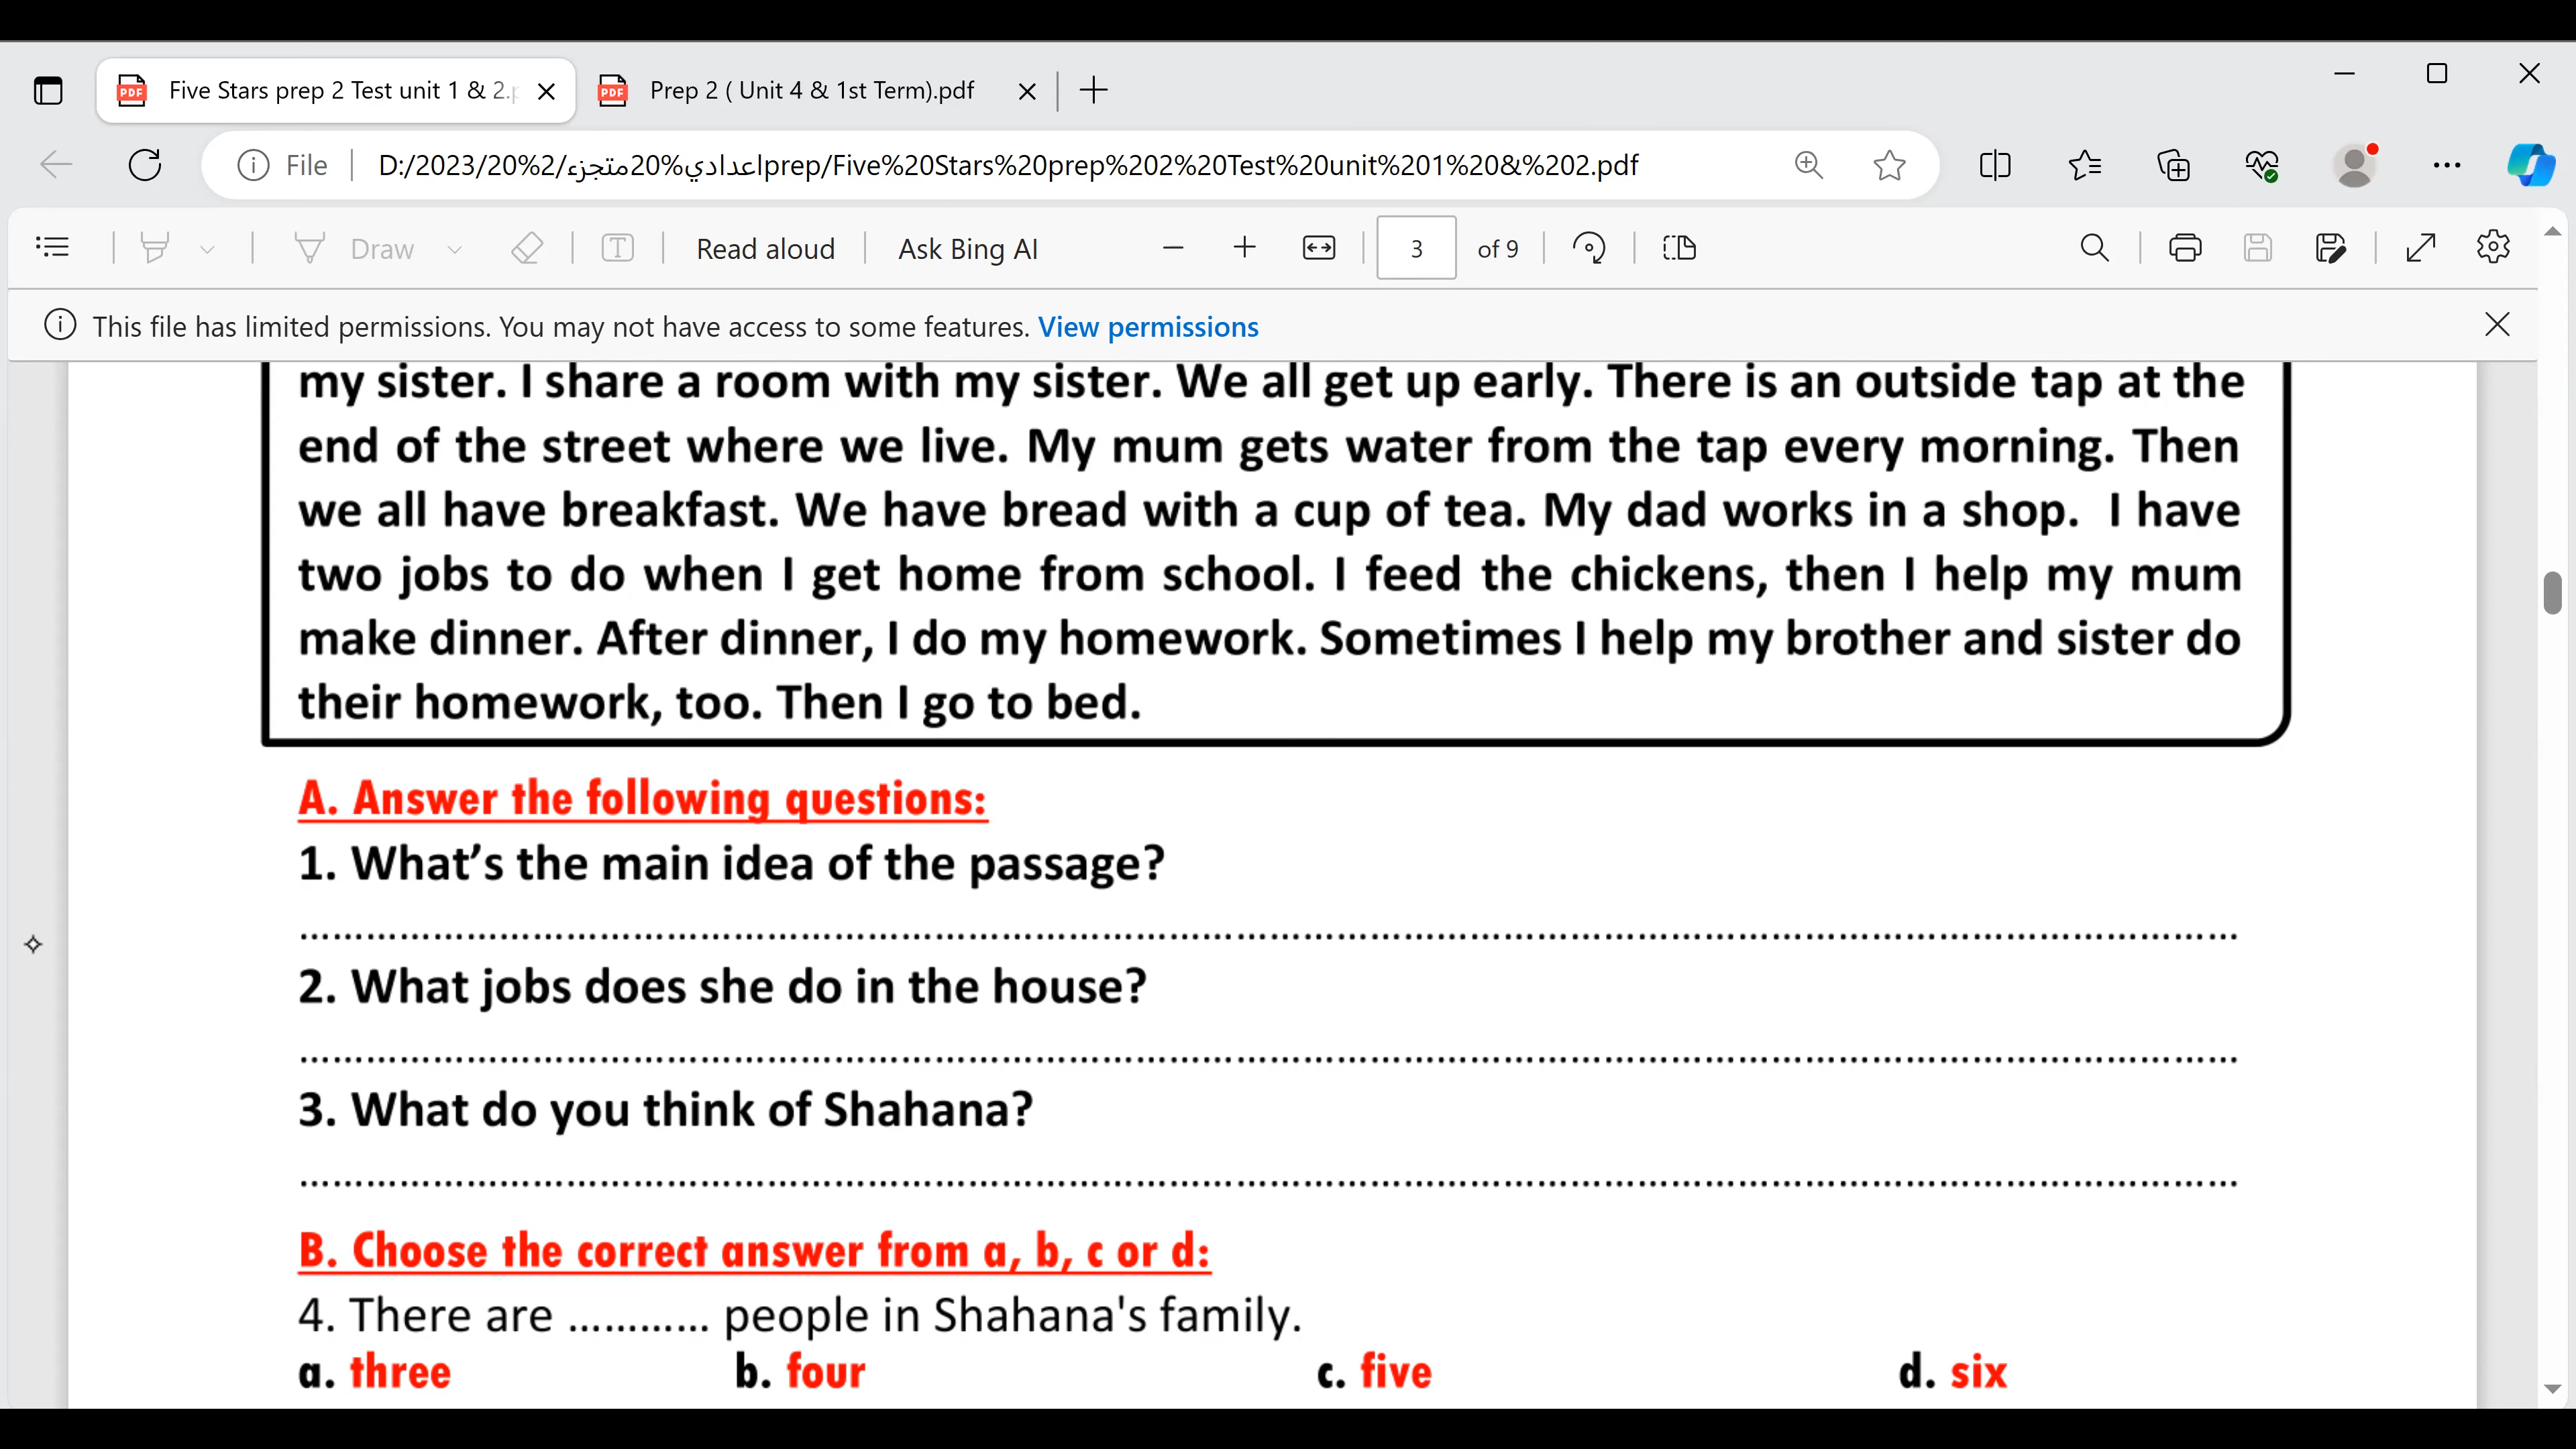 Five Stars prep 2 Test unit 1 & 2.p
Prep 2 ( Unit 4 & 1st Term).pdf
File
D:/2023/20%2/اعدادي%20متجزء/prep/Five%20Stars%20prep%202%20Test%20unit%201%20&%202.pdf
Draw
Read aloud
Ask Bing AI
3 of 9
This file has limited permissions. You may not have access to some features. View permissions
my sister. I share a room with my sister. We all get up early. There is an outside tap at the
end of the street where we live. My mum gets water from the tap every morning. Then
we all have breakfast. We have bread with a cup of tea. My dad works in a shop. I have
two jobs to do when I get home from school. I feed the chickens, then I help my mum
make dinner. After dinner, I do my homework. Sometimes I help my brother and sister do
their homework, too. Then I go to bed.
A. Answer the following questions:
1. What's the main idea of the passage?
2. What jobs does she do in the house?
3. What do you think of Shahana?
B. Choose the correct answer from a, b, c or d:
4. There are ………… people in Shahana's family.
a. three b. four c. five d. six